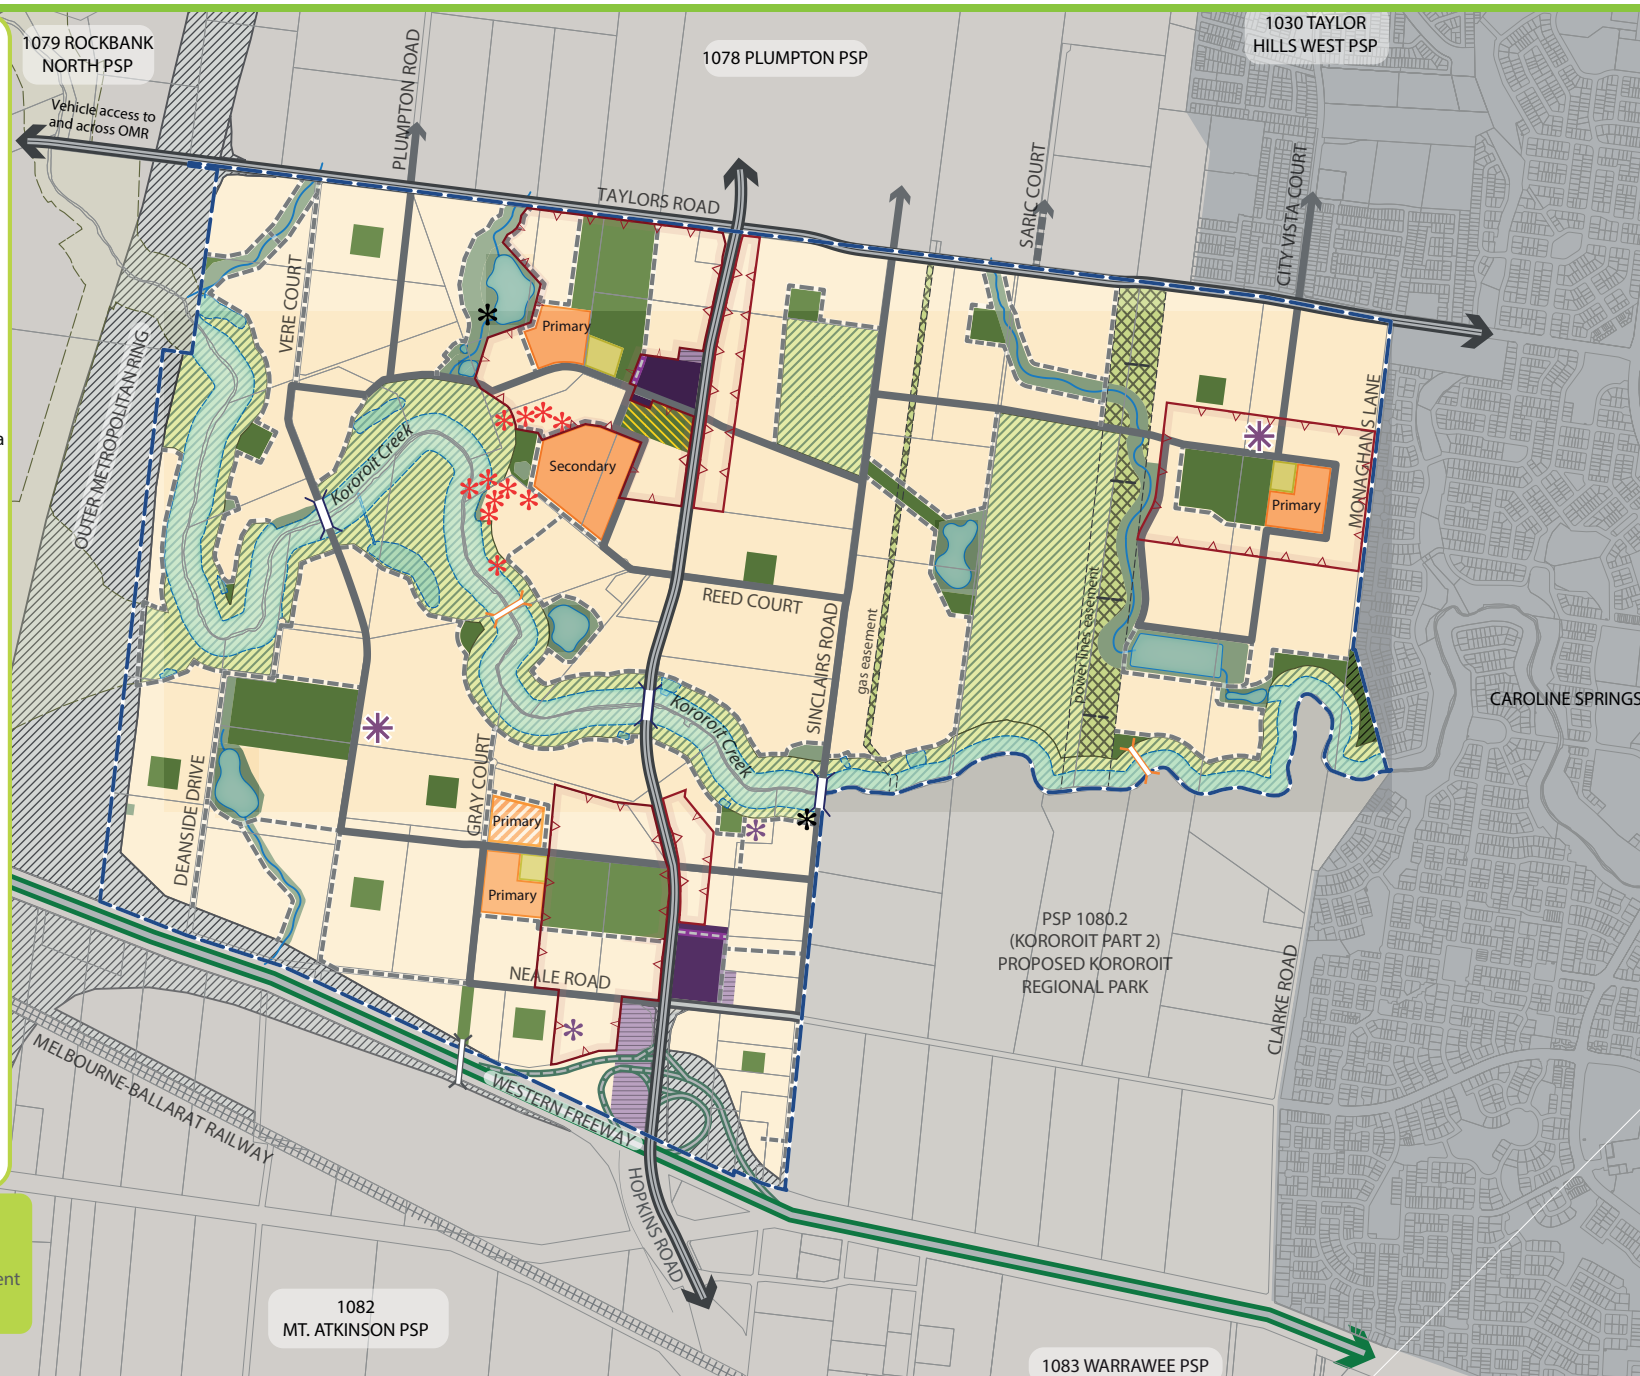 1079 ROCKBANK
NORTH PSP
1078 PLUMPTON PSP
1030 TAYLOR
HILLS WEST PSP
Vehicle access to
and across OMR
PLUMPTON ROAD
TAYLORS ROAD
SARIC COURT
CITY VISTA COURT
VERE COURT
OUTER METROPOLITAN RING
Primary
a
Kororoit Creek
Secondary
Primary
MONAGHANS LANE
REED COURT
SINCLAIRS ROAD
gas easement
power lines easement
Kororoit Creek
CAROLINE SPRINGS
DEANSIDE DRIVE
GRAY COURT
Primary
Primary
NEALE ROAD
PSP 1080.2
(KOROROIT PART 2)
PROPOSED KOROROIT
REGIONAL PARK
CLARKE ROAD
MELBOURNE-BALLARAT RAILWAY
WESTERN FREEWAY
HOPKINS ROAD
ent
1082
MT. ATKINSON PSP
1083 WARRAWEE PSP